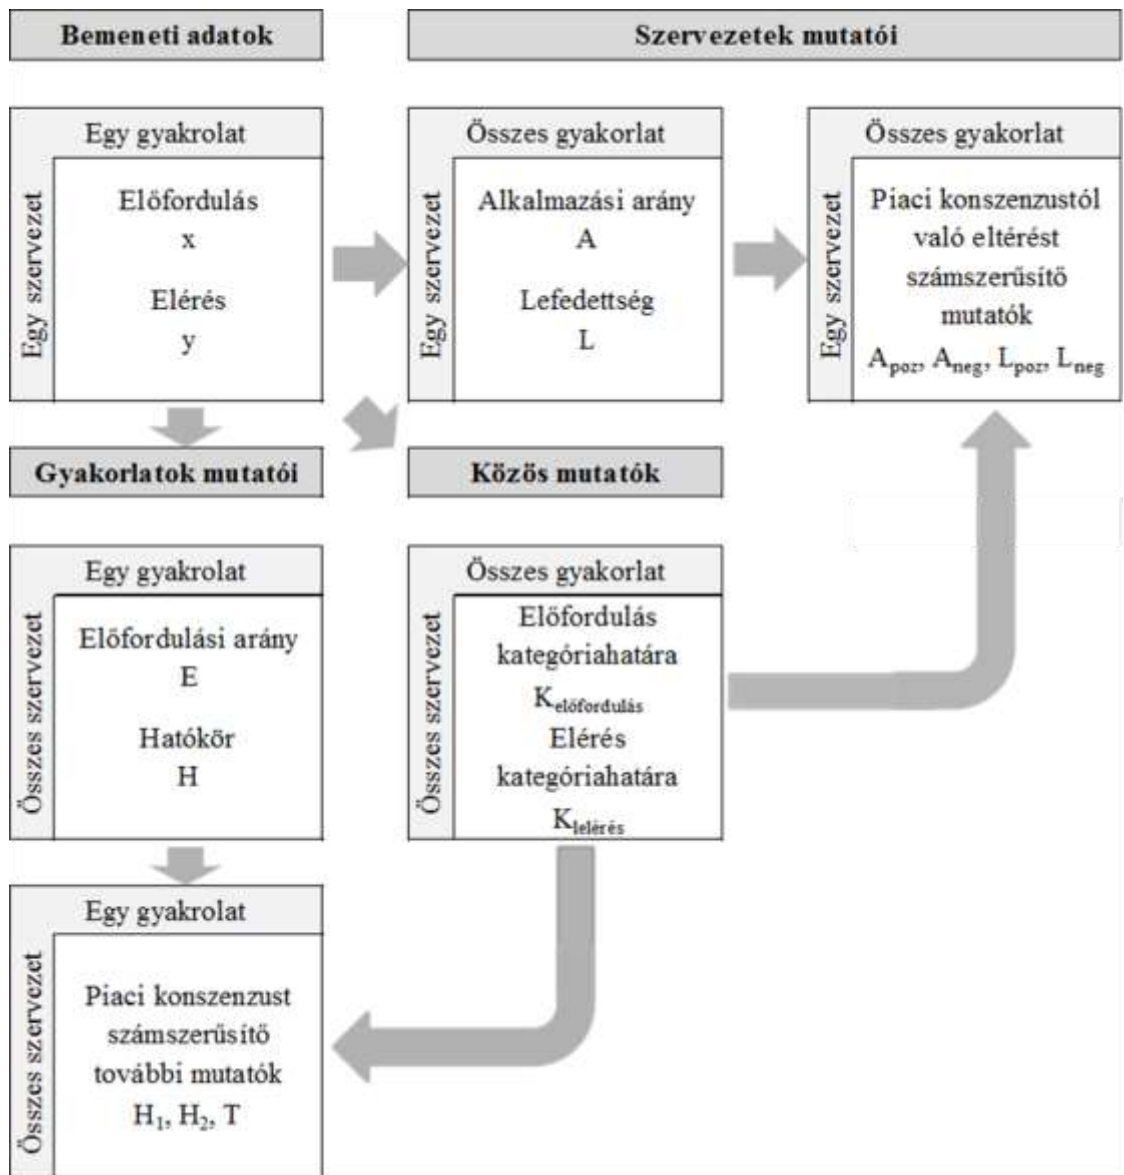 Bemeneti adatok
Szervezetek mutatói
Egy gyakrolat
Egy szervezet
Előfordulás
x
Elérés
y
Összes gyakorlat
Egy szervezet
Alkalmazási arány
A
Lefedettség
L
Összes gyakorlat
Egy szervezet
Piaci konszenzustól
való eltérést
számszerűsítő
mutatók
Apoz, Aneg, Lpoz, Lneg
Gyakorlatok mutatói
Közös mutatók
Egy gyakrolat
Összes szervezet
Előfordulási arány
E
Hatókör
H
Összes gyakorlat
Összes szervezet
Előfordulás
kategóriahatára
Kelőfordulás
Elérés
kategóriahatára
Klelérés
Egy gyakrolat
Összes szervezet
Piaci konszenzust
számszerűsítő
további mutatók
H1, H2, T